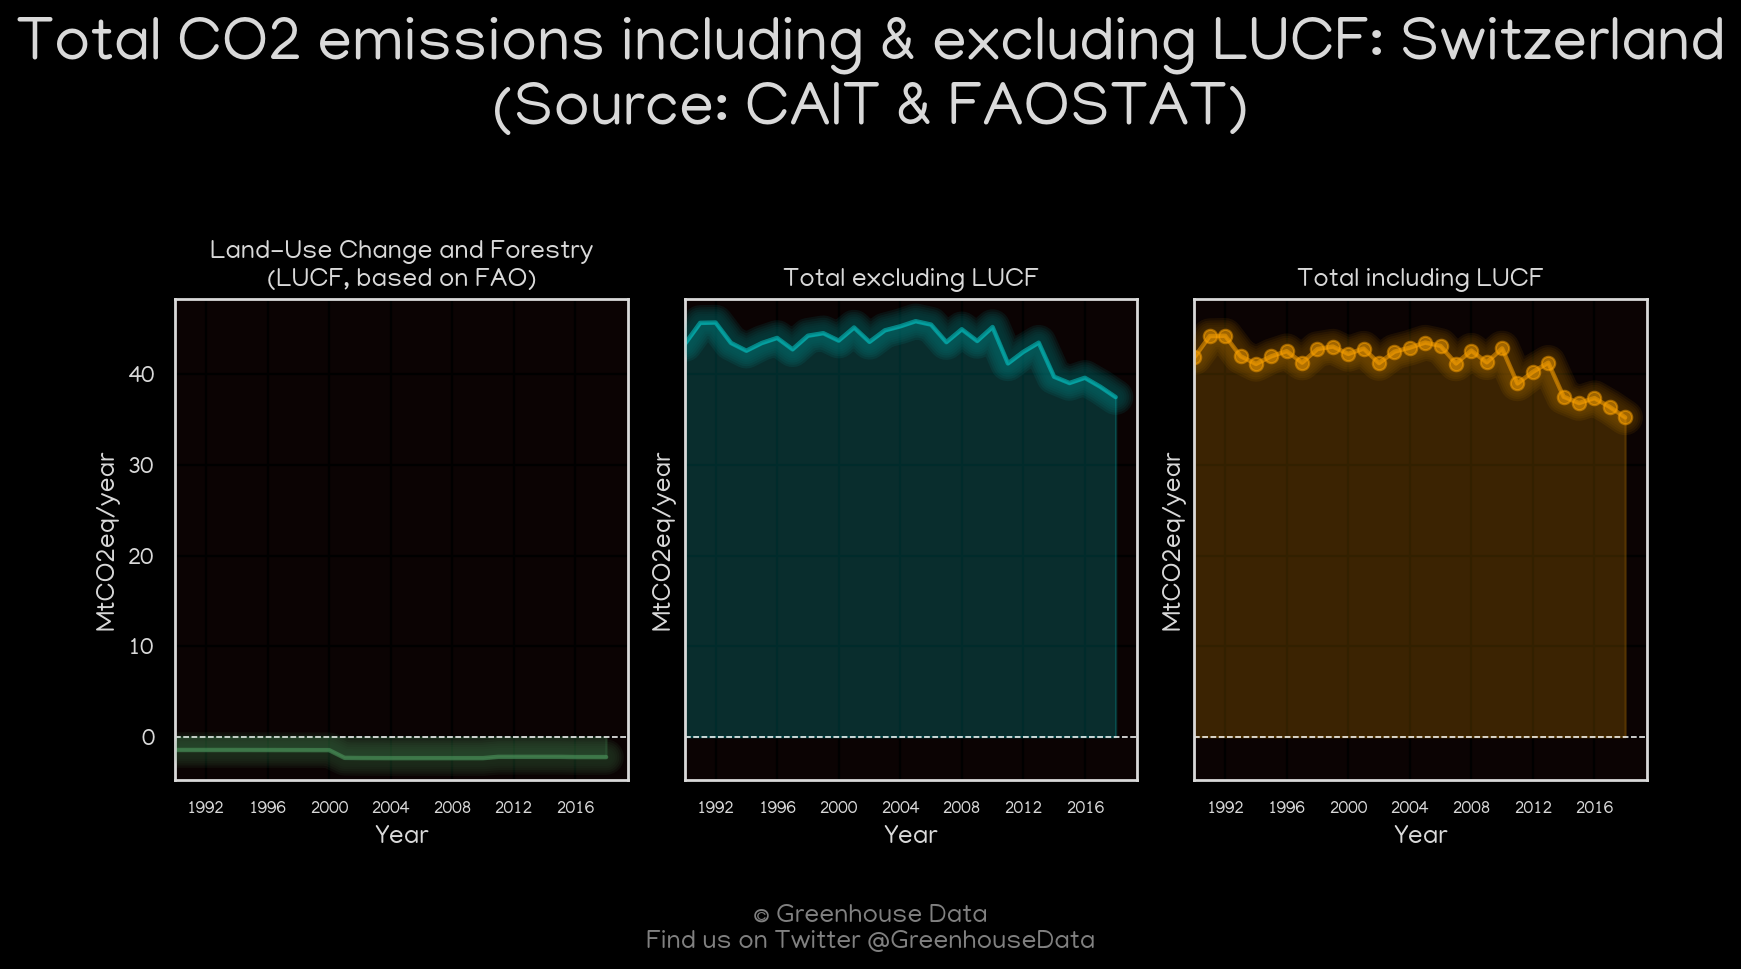 Total CO2 emissions including & excluding LUCF: Switzerland
(Source: CAIT & FAOSTAT)
Land-Use Change and Forestry
(LUCF, based on FAO)
Total excluding LUCF
Total including LUCF
MtCO2eq/year
40
30
20
10
0
1992 1996 2000 2004 2008 2012 2016
Year
MtCO2eq/year
1992 1996 2000 2004 2008 2012 2016
Year
MtCO2eq/year
1992 1996 2000 2004 2008 2012 2016
Year
© Greenhouse Data
Find us on Twitter @GreenhouseData